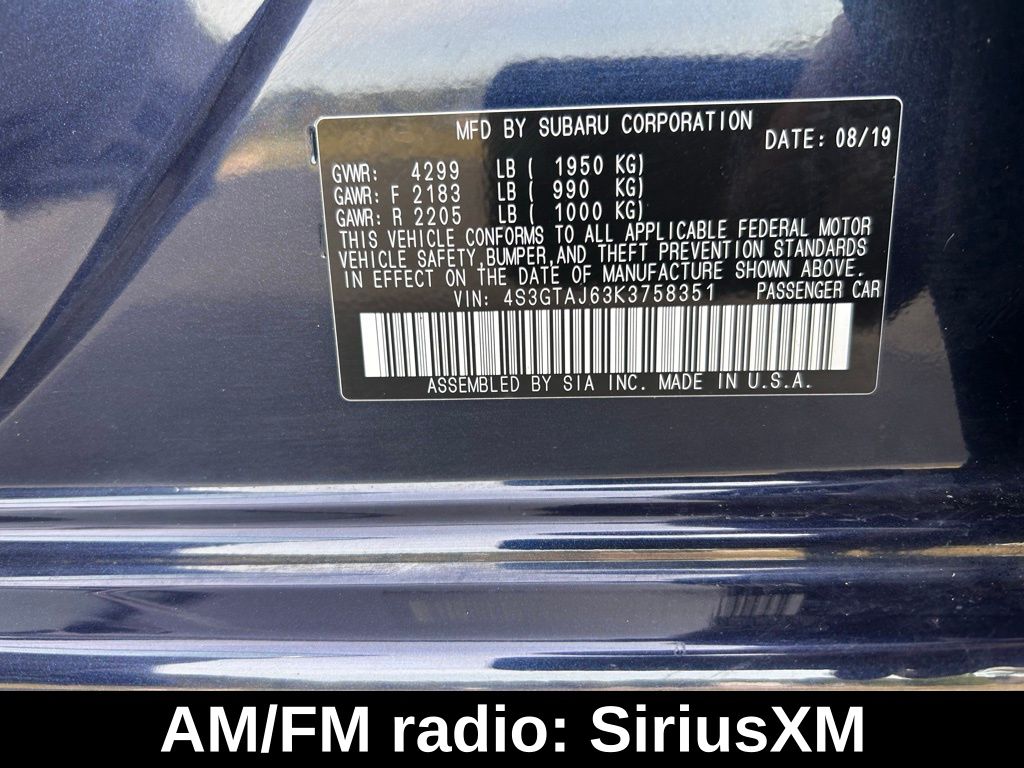 MFD BY SUBARU CORPORATION
DATE: 08/19
GVWR: 4299 LB ( 1950 KG)
GAWR: F 2183 LB ( 990 KG)
GAWR: R 2205 LB ( 1000 KG)
THIS VEHICLE CONFORMS TO ALL APPLICABLE FEDERAL MOTOR
VEHICLE SAFETY,BUMPER,AND THEFT PREVENTION STANDARDS
IN EFFECT ON THE DATE OF MANUFACTURE SHOWN ABOVE.
VIN: 4S3GTAJ63K3758351 PASSENGER CAR
ASSEMBLED BY SIA INC. MADE IN U.S.A.
AM/FM radio: SiriusXM